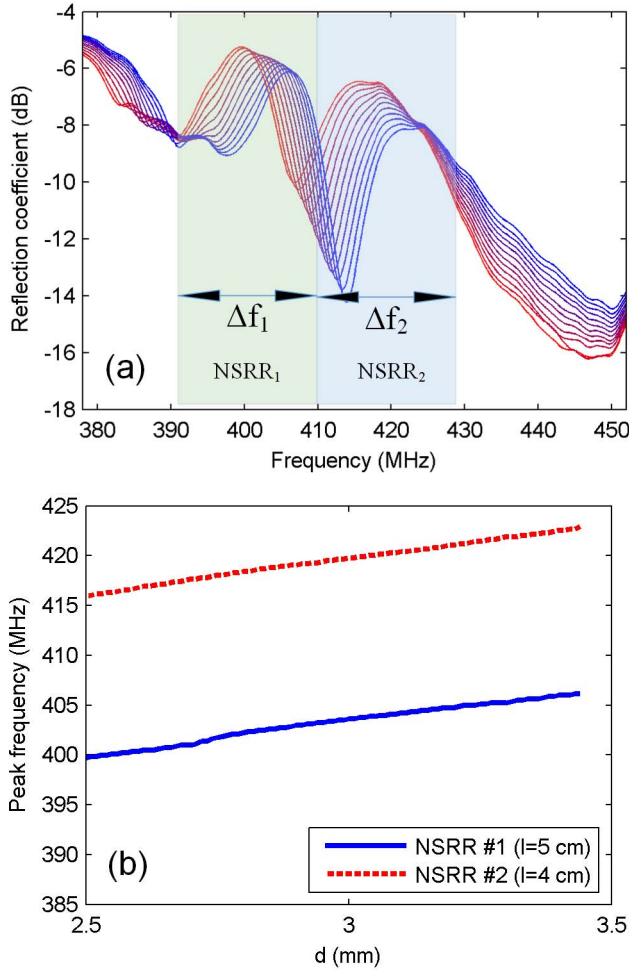 -4
-6
-8
-10
-12
-14
-16
-18
Reflection coefficient (dB)
Δf₁ Δf₂
(a) NSRR₁ NSRR₂
380 390 400 410 420 430 440 450
Frequency (MHz)
425
420
415
410
405
400
395
390
385
Peak frequency (MHz)
(b)
NSRR #1 (l=5 cm)
NSRR #2 (l=4 cm)
2.5 3 3.5
d (mm)